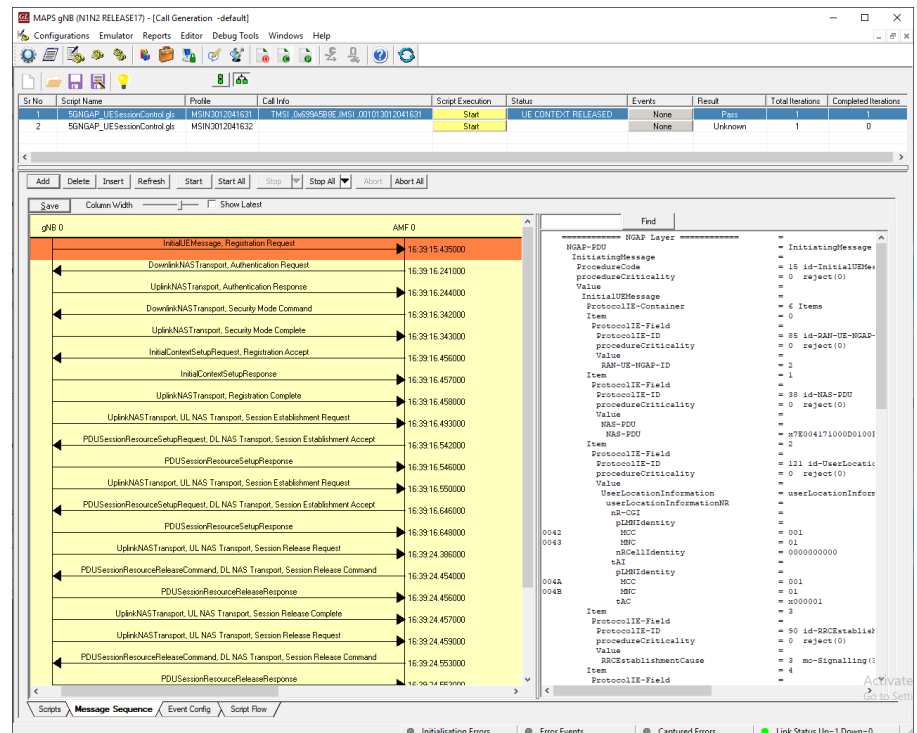 GL MAPS gNB (N1N2 RELEASE17) - [Call Generation -default]
Configurations Emulator Reports Editor Debug Tools Windows Help
Sr No Script Name Profile Call Info Script Execution Status Events Result Total Iterations Completed Iterations
1 5GNGAP_UESessionControl.gls MSIN3012041631 TMSI ,0x699A5B8E,IMSI ,001013012041631 Start UE CONTEXT RELEASED None Pass 1 1
2 5GNGAP_UESessionControl.gls MSIN3012041632 Start None Unknown 1 0
Add Delete Insert Refresh Start Start All Stop Stop All Abort Abort All
Save Column Width Show Latest
Find
gNB 0 AMF 0
InitialUEMessage, Registration Request
16:39:15.435000
DownlinkNASTransport, Authentication Request
16:39:16.241000
UplinkNASTransport, Authentication Response
16:39:16.244000
DownlinkNASTransport, Security Mode Command
16:39:16.342000
UplinkNASTransport, Security Mode Complete
16:39:16.343000
InitialContextSetupRequest, Registration Accept
16:39:16.456000
InitialContextSetupResponse
16:39:16.457000
UplinkNASTransport, Registration Complete
16:39:16.458000
UplinkNASTransport, UL NAS Transport, Session Establishment Request
16:39:16.493000
PDUSessionResourceSetupRequest, DL NAS Transport, Session Establishment Accept
16:39:16.542000
PDUSessionResourceSetupResponse
16:39:16.546000
UplinkNASTransport, UL NAS Transport, Session Establishment Request
16:39:16.550000
PDUSessionResourceSetupRequest, DL NAS Transport, Session Establishment Accept
16:39:16.646000
PDUSessionResourceSetupResponse
16:39:16.648000
UplinkNASTransport, UL NAS Transport, Session Release Request
16:39:24.386000
PDUSessionResourceReleaseCommand, DL NAS Transport, Session Release Command
16:39:24.454000
PDUSessionResourceReleaseResponse
16:39:24.456000
UplinkNASTransport, UL NAS Transport, Session Release Complete
16:39:24.457000
UplinkNASTransport, UL NAS Transport, Session Release Request
16:39:24.459000
PDUSessionResourceReleaseCommand, DL NAS Transport, Session Release Command
16:39:24.553000
PDUSessionResourceReleaseResponse
============ NGAP Layer ============ =
NGAP-PDU = InitiatingMessage
InitiatingMessage =
ProcedureCode = 15 id-InitialUEMes
procedureCriticality = 0 reject(0)
Value =
InitialUEMessage =
ProtocolIE-Container = 6 Items
Item = 0
ProtocolIE-Field =
ProtocolIE-ID = 85 id-RAN-UE-NGAP-
procedureCriticality = 0 reject(0)
Value =
RAN-UE-NGAP-ID = 2
Item = 1
ProtocolIE-Field =
ProtocolIE-ID = 38 id-NAS-PDU
procedureCriticality = 0 reject(0)
Value =
NAS-PDU =
NAS-PDU = x7E004171000D0100
Item = 2
ProtocolIE-Field =
ProtocolIE-ID = 121 id-UserLocatio
procedureCriticality = 0 reject(0)
Value =
UserLocationInformation = userLocationInform
userLocationInformationNR =
nR-CGI =
pLMNIdentity =
0042 MCC = 001
0043 MNC = 01
nRCellIdentity = 0000000000
tAI =
pLMNIdentity =
004A MCC = 001
004B MNC = 01
tAC = x000001
Item = 3
ProtocolIE-Field =
ProtocolIE-ID = 90 id-RRCEstablish
procedureCriticality = 0 reject(0)
Value =
RRCEstablishmentCause = 3 mo-Signalling(3
Item = 4
ProtocolIE-Field =
Activate
Go to Setti
Scripts Message Sequence Event Config Script Flow
Initialisation Errors Error Events Captured Errors Link Status Up=1 Down=0